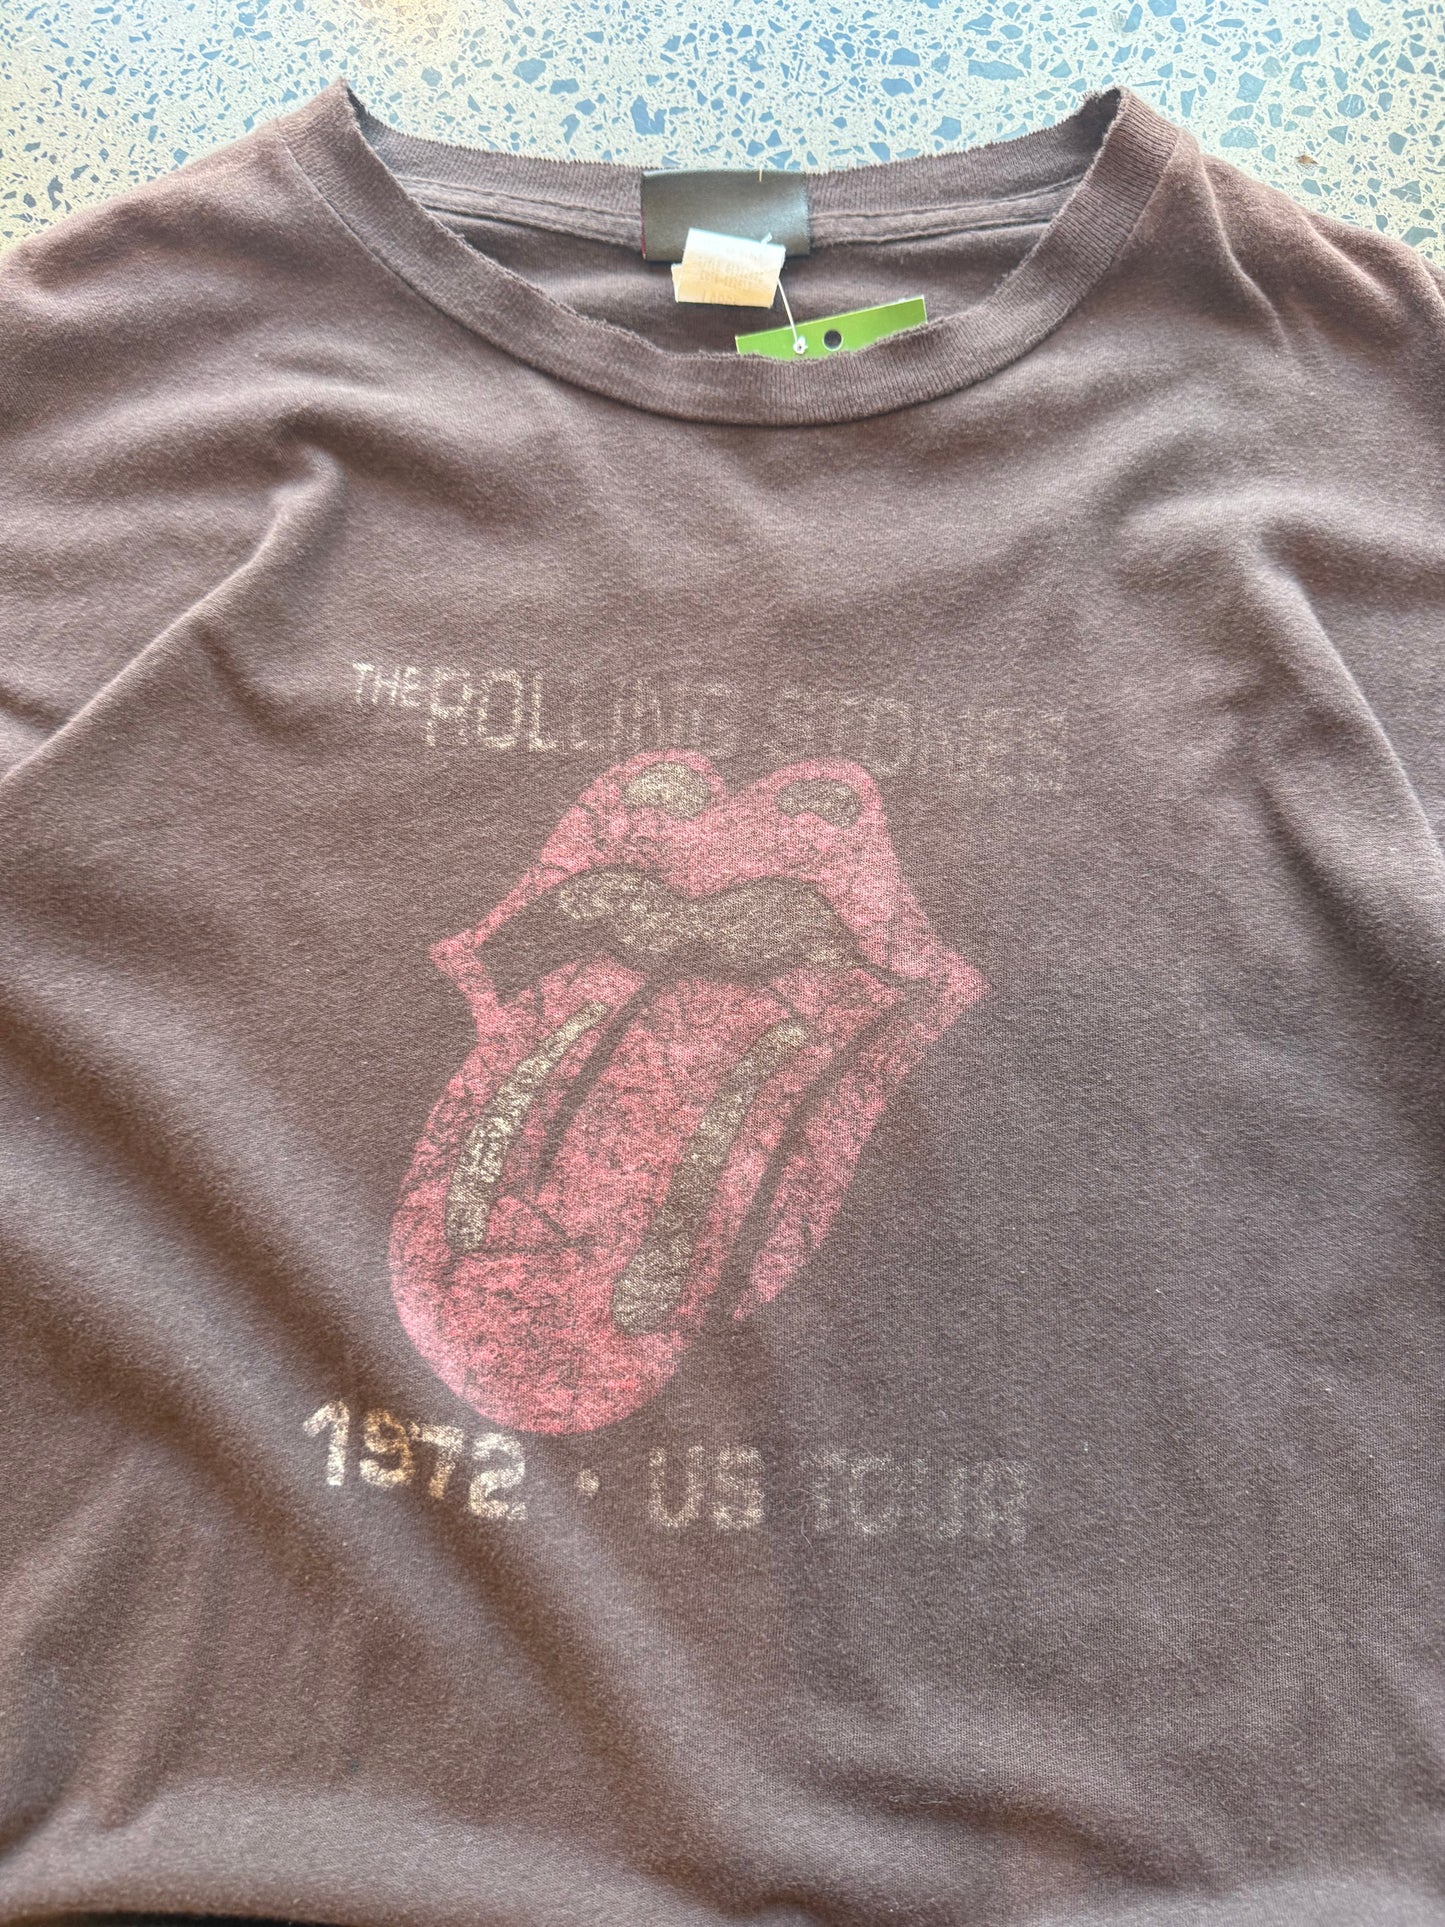 THE ROLLING STONES
1972 • US TOUR